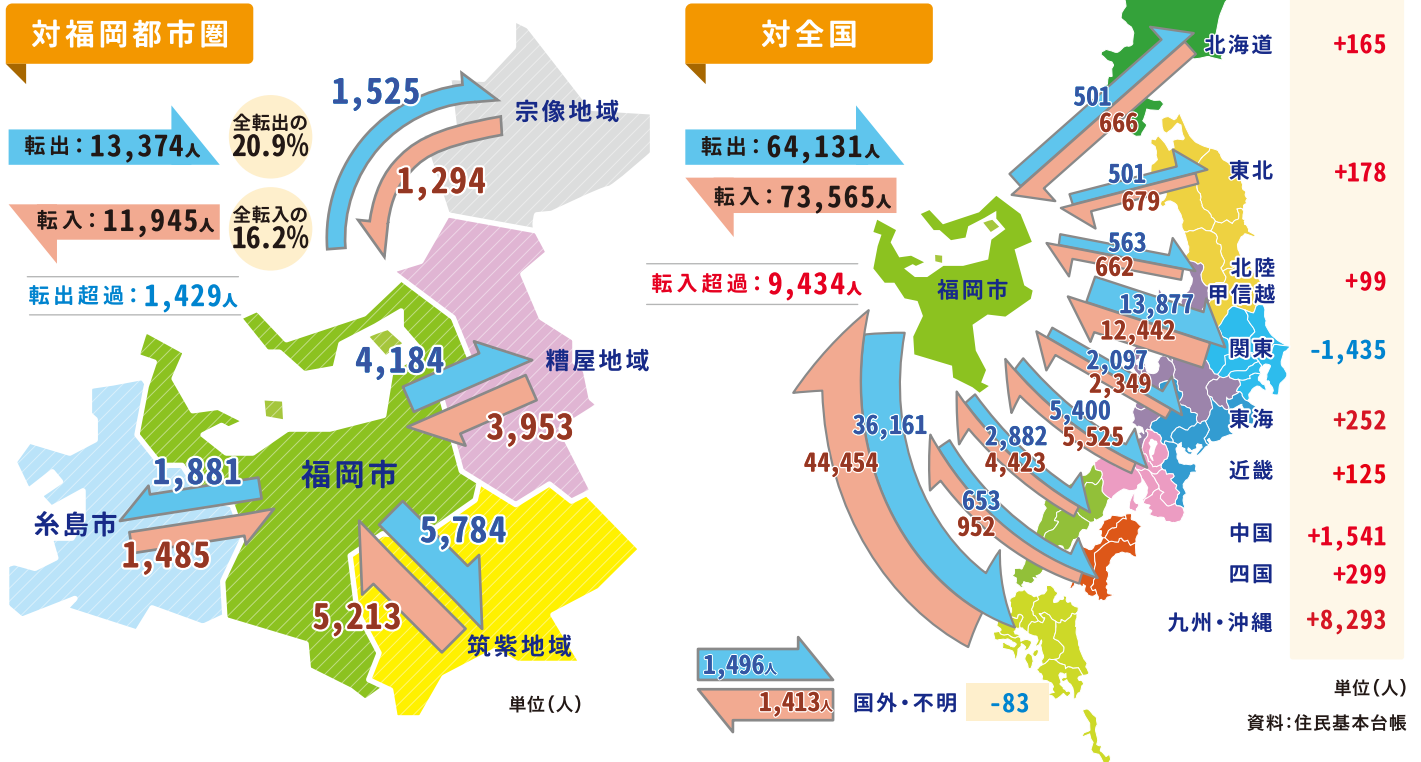 対福岡都市圏
転出：13,374人
全転出の
20.9%
転入：11,945人
全転入の
16.2%
転出超過：1,429人
1,525
1,294
宗像地域
4,184
3,953
糟屋地域
福岡市
1,881
1,485
糸島市
5,784
5,213
筑紫地域
単位(人)
対全国
転出：64,131人
転入：73,565人
転入超過：9,434人
福岡市
501
666
北海道
+165
501
679
東北
+178
563
662
北陸
甲信越
+99
13,877
12,442
関東
-1,435
2,097
2,349
東海
+252
5,400
5,525
近畿
+125
2,882
4,423
中国
+1,541
653
952
四国
+299
36,161
44,454
九州・沖縄
+8,293
1,496人
1,413人
国外・不明
-83
単位(人)
資料：住民基本台帳